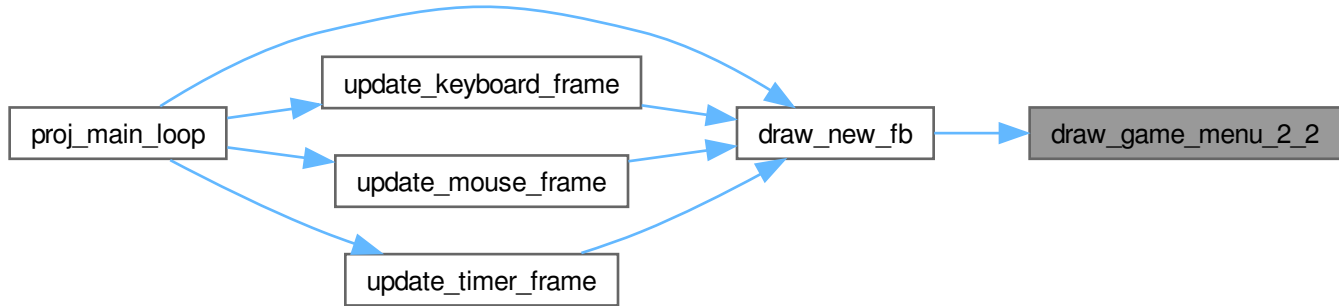 proj_main_loop
update_keyboard_frame
update_mouse_frame
update_timer_frame
draw_new_fb
draw_game_menu_2_2